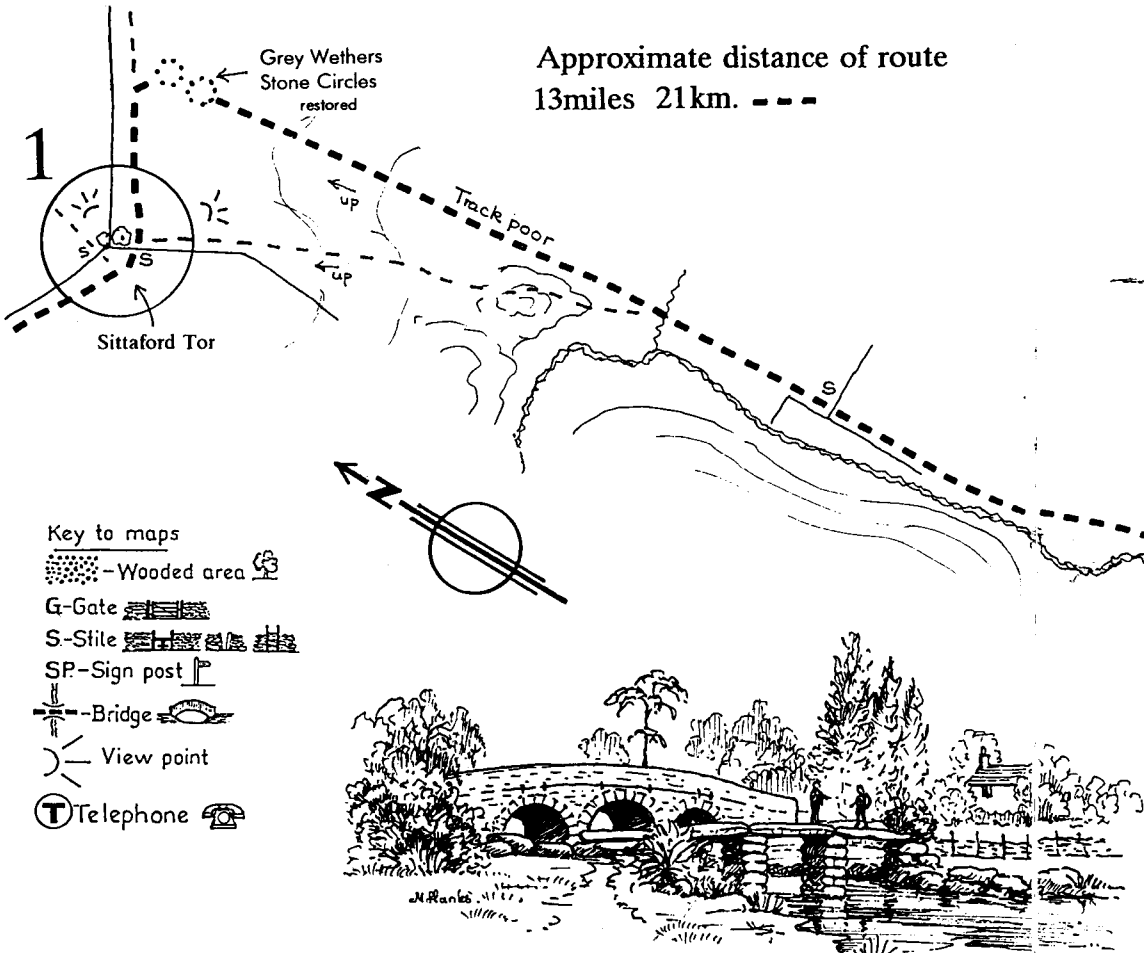 Grey Wethers
Stone Circles
restored
Approximate distance of route
13miles 21km.
1
up
Track poor
up
S
S
S
Sittaford Tor
N
Key to maps
-Wooded area
G-Gate
S.-Stile
SP.-Sign post
-Bridge
View point
T Telephone